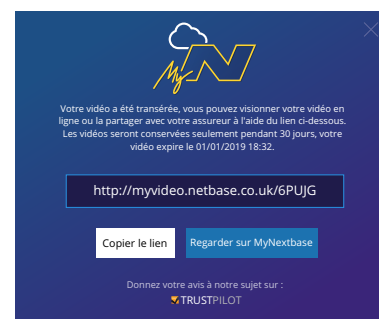 My N
Votre vidéo a été transérée, vous pouvez visionner votre vidéo en
ligne ou la partager avec votre assureur à l'aide du lien ci-dessous.
Les vidéos seront conservées seulement pendant 30 jours, votre
vidéo expire le 01/01/2019 18:32.
http://myvideo.netbase.co.uk/6PUJG
Copier le lien Regarder sur MyNextbase
Donnez votre avis à notre sujet sur :
TRUSTPILOT